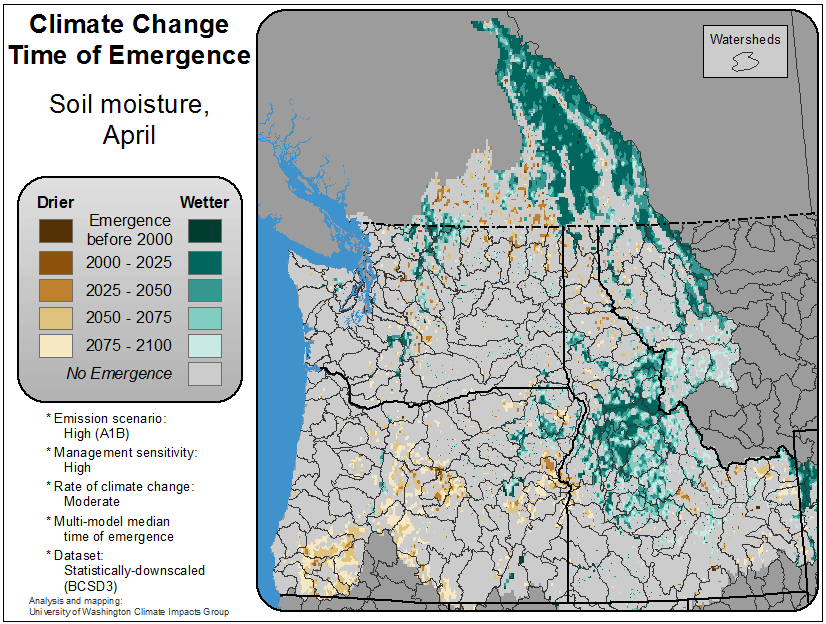 Climate Change
Time of Emergence
Soil moisture,
April
Watersheds
Drier
Wetter
Emergence
before 2000
2000 - 2025
2025 - 2050
2050 - 2075
2075 - 2100
No Emergence
* Emission scenario:
High (A1B)
* Management sensitivity:
High
* Rate of climate change:
Moderate
* Multi-model median
time of emergence
* Dataset:
Statistically-downscaled
(BCSD3)
Analysis and mapping:
University of Washington Climate Impacts Group